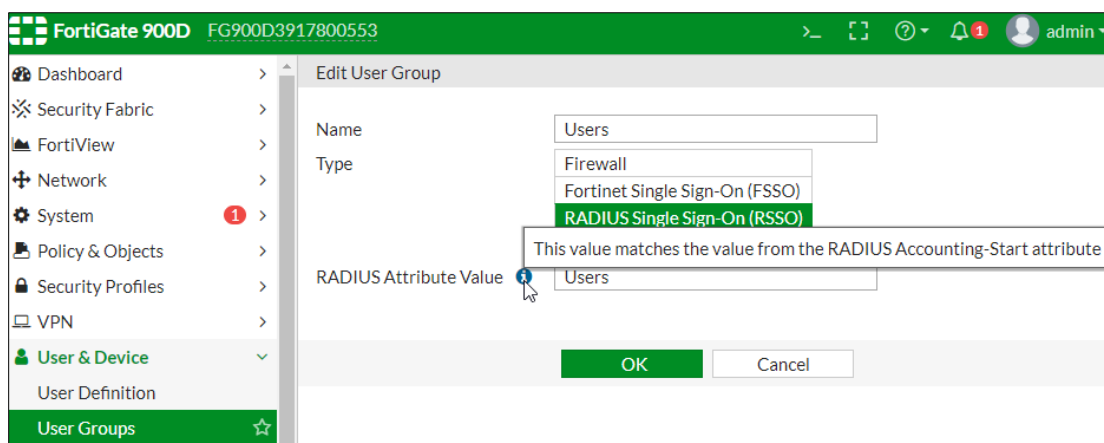 FortiGate 900D FG900D3917800553 >_ 1 admin
Dashboard
Security Fabric
FortiView
Network
System 1
Policy & Objects
Security Profiles
VPN
User & Device
User Definition
User Groups
Edit User Group
Name Users
Type Firewall
Fortinet Single Sign-On (FSSO)
RADIUS Single Sign-On (RSSO)
This value matches the value from the RADIUS Accounting-Start attribute
RADIUS Attribute Value Users
OK Cancel